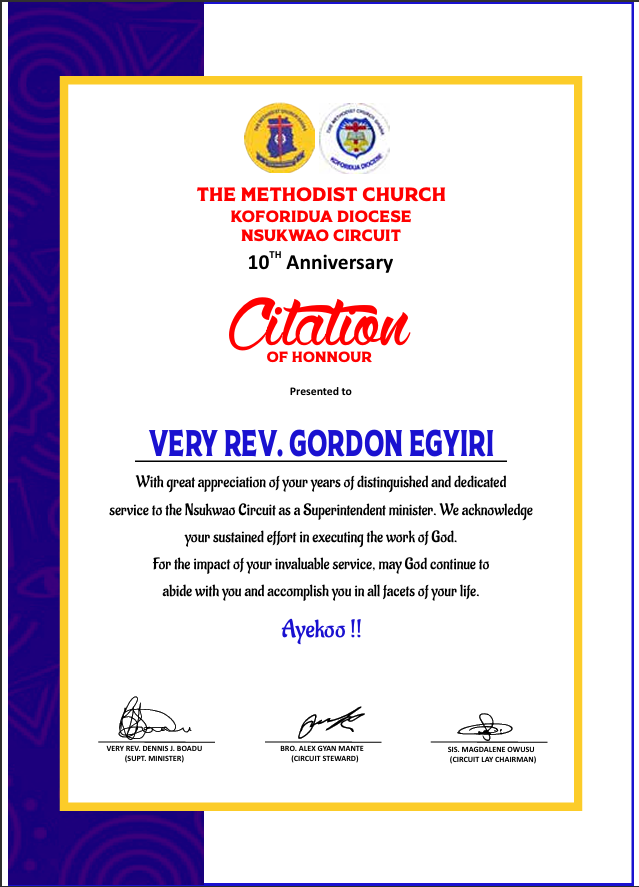 THE METHODIST CHURCH GHANA
THE METHODIST CHURCH GHANA
KOFORIDUA DIOCESE
THE METHODIST CHURCH
KOFORIDUA DIOCESE
NSUKWAO CIRCUIT
10TH Anniversary
Citation
OF HONNOUR
Presented to
VERY REV. GORDON EGYIRI
With great appreciation of your years of distinguished and dedicated
service to the Nsukwao Circuit as a Superintendent minister. We acknowledge
your sustained effort in executing the work of God.
For the impact of your invaluable service, may God continue to
abide with you and accomplish you in all facets of your life.
Ayekoo !!
VERY REV. DENNIS J. BOADU
(SUPT. MINISTER)
BRO. ALEX GYAN MANTE
(CIRCUIT STEWARD)
SIS. MAGDALENE OWUSU
(CIRCUIT LAY CHAIRMAN)